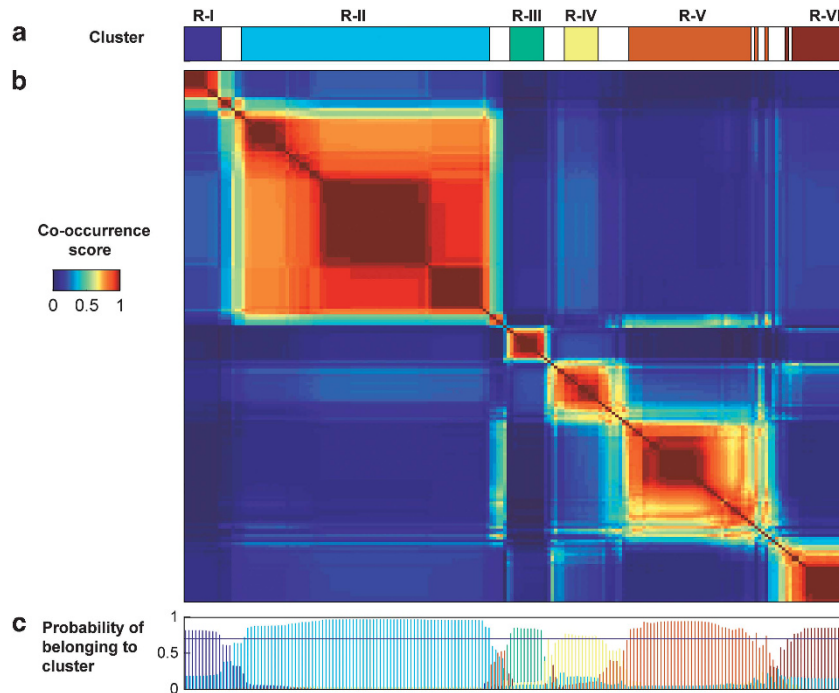 R-I R-II R-III R-IV R-V R-VI
a Cluster
b
Co-occurrence
score
0 0.5 1
c Probability of
belonging to
cluster
1
0.5
0